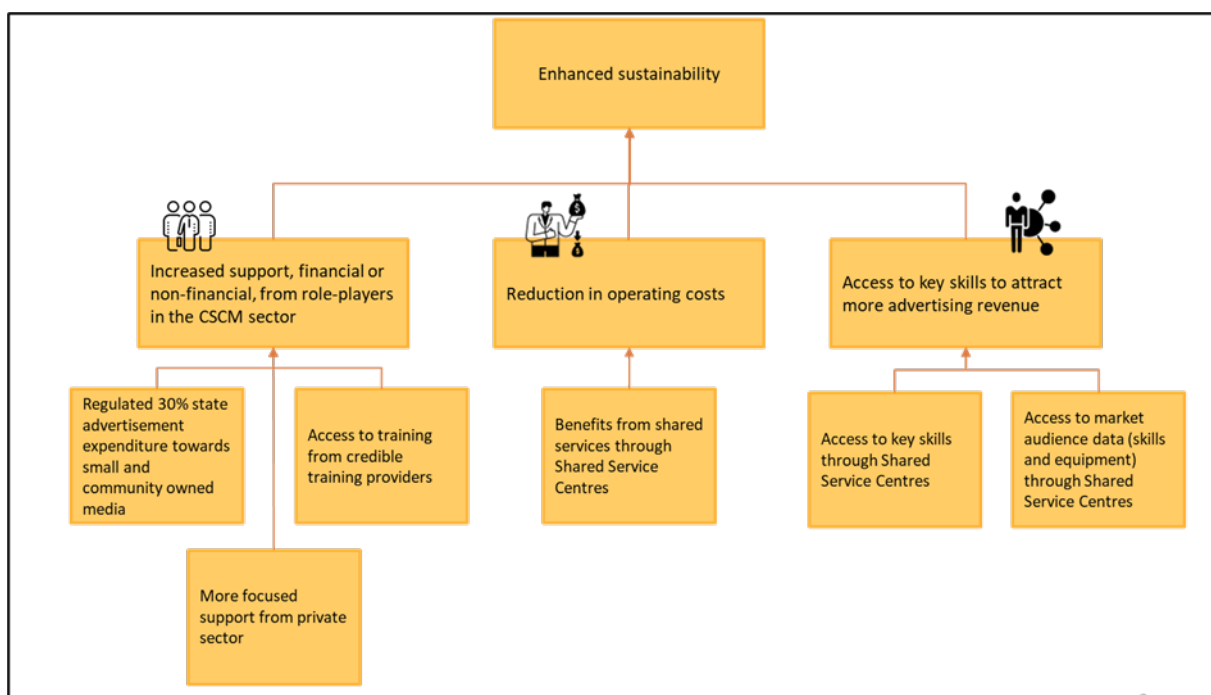 Enhanced sustainability
Increased support, financial or
non-financial, from role-players
in the CSCM sector
Reduction in operating costs
Access to key skills to attract
more advertising revenue
Regulated 30% state
advertisement
expenditure towards
small and
community owned
media
Access to training
from credible
training providers
Benefits from shared
services through
Shared Service
Centres
Access to key skills
through Shared
Service Centres
Access to market
audience data (skills
and equipment)
through Shared
Service Centres
More focused
support from private
sector